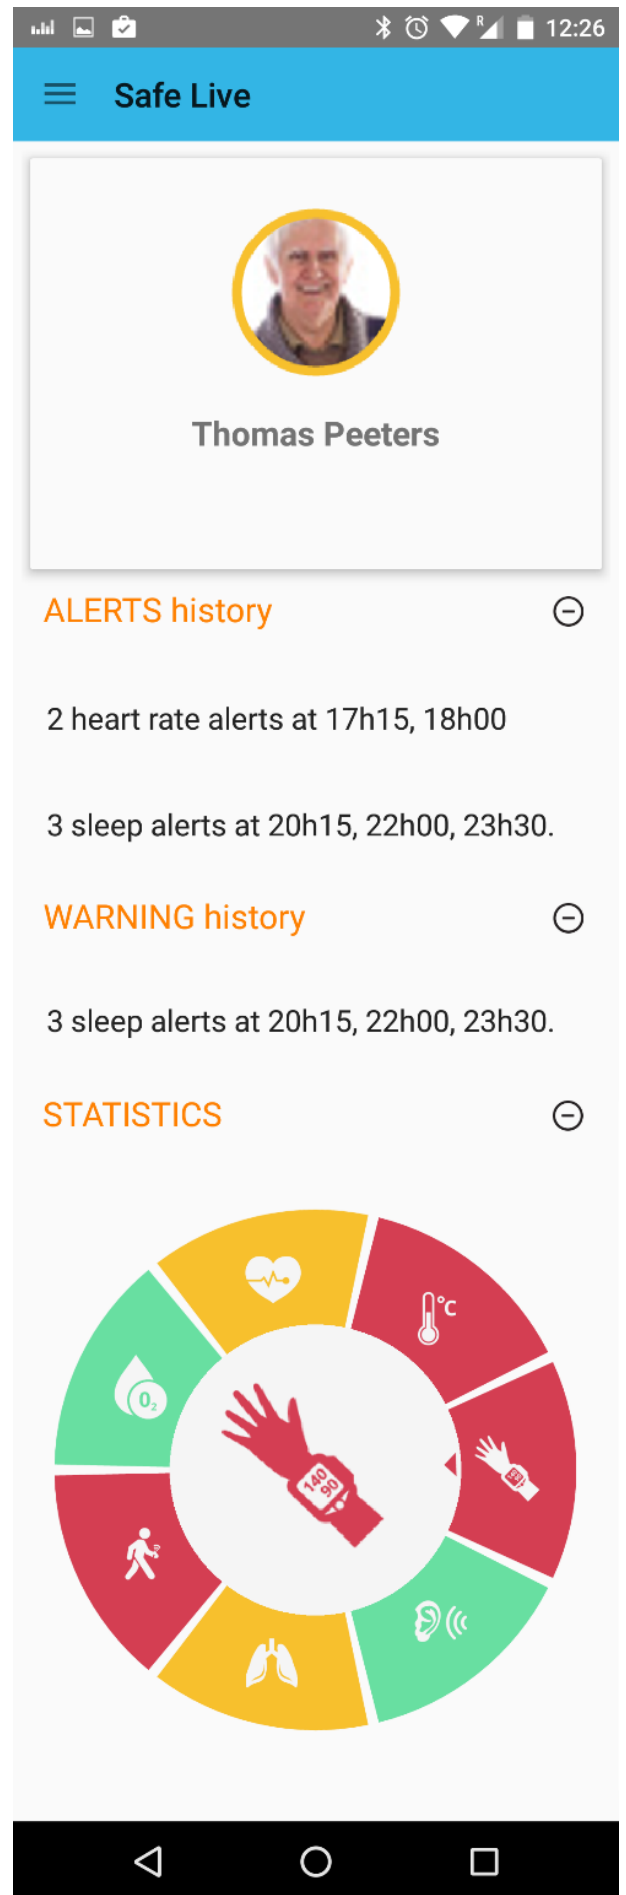 R 12:26
Safe Live
Thomas Peeters
ALERTS history
2 heart rate alerts at 17h15, 18h00
3 sleep alerts at 20h15, 22h00, 23h30.
WARNING history
3 sleep alerts at 20h15, 22h00, 23h30.
STATISTICS
°C
O₂
140
90